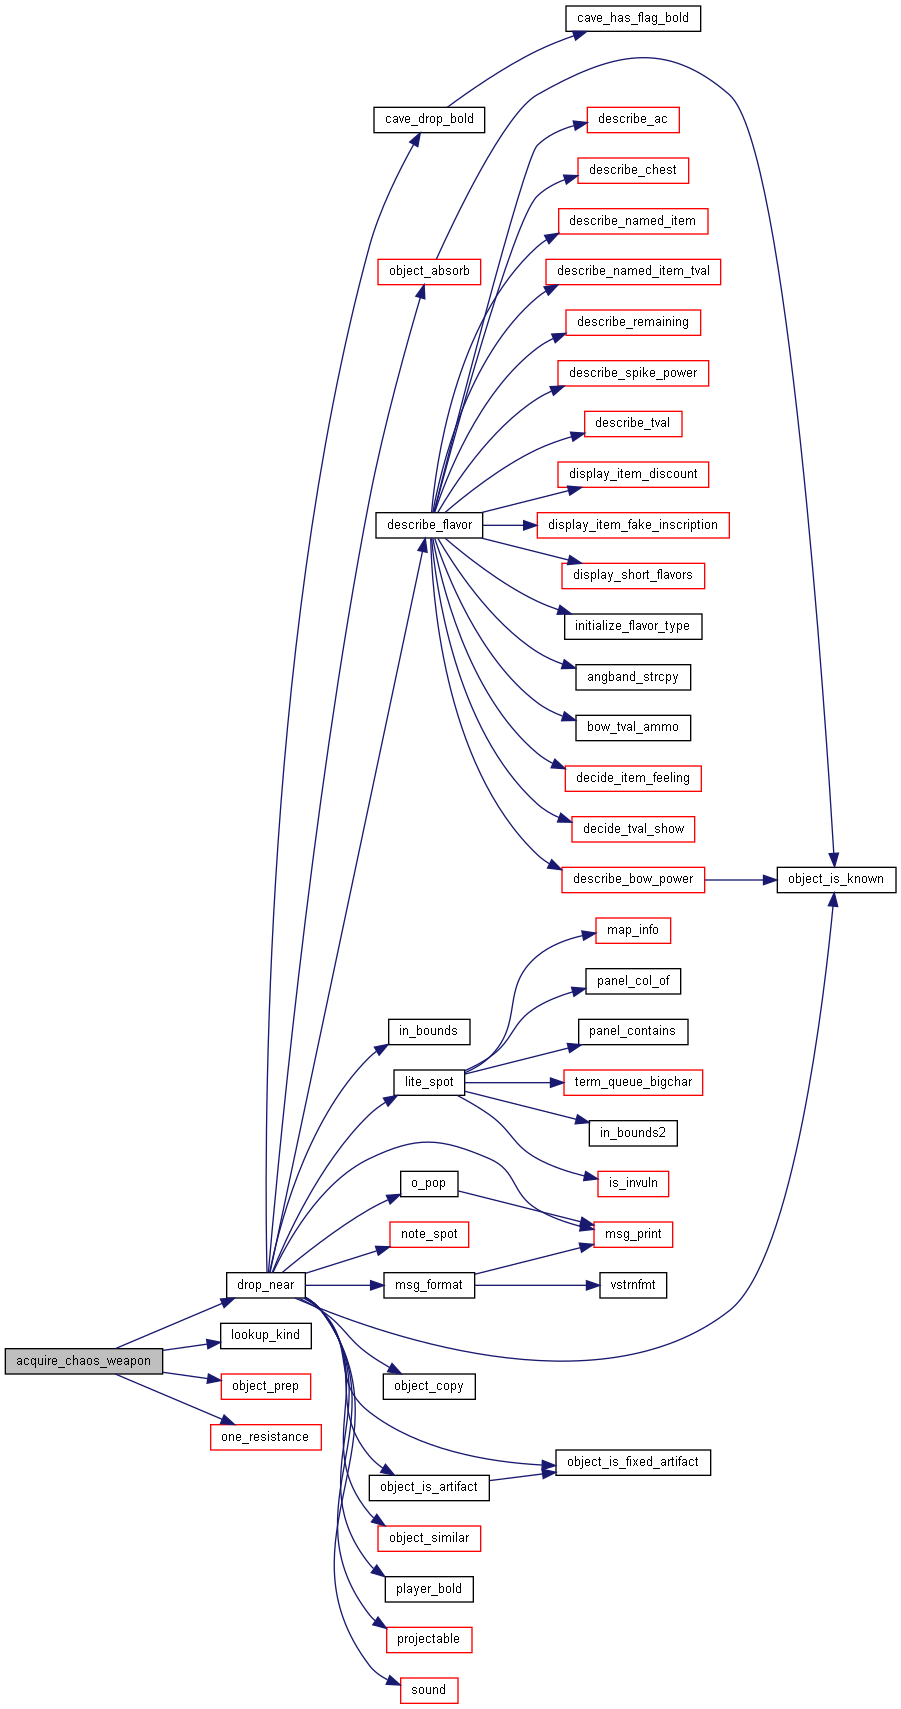 cave_has_flag_bold
cave_drop_bold
describe_ac
describe_chest
describe_named_item
object_absorb
describe_named_item_tval
describe_remaining
describe_spike_power
describe_tval
display_item_discount
describe_flavor
display_item_fake_inscription
display_short_flavors
initialize_flavor_type
angband_strcpy
bow_tval_ammo
decide_item_feeling
decide_tval_show
describe_bow_power
object_is_known
map_info
panel_col_of
in_bounds
panel_contains
lite_spot
term_queue_bigchar
in_bounds2
o_pop
is_invuln
note_spot
msg_print
drop_near
msg_format
vstrnfmt
lookup_kind
acquire_chaos_weapon
object_prep
object_copy
one_resistance
object_is_fixed_artifact
object_is_artifact
object_similar
player_bold
projectable
sound